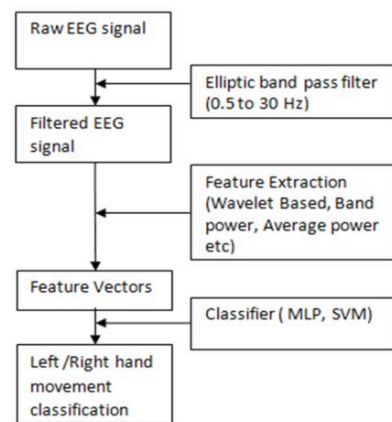 Raw EEG signal
Elliptic band pass filter
(0.5 to 30 Hz)
Filtered EEG
signal
Feature Extraction
(Wavelet Based, Band
power, Average power
etc)
Feature Vectors
Classifier ( MLP, SVM)
Left /Right hand
movement
classification